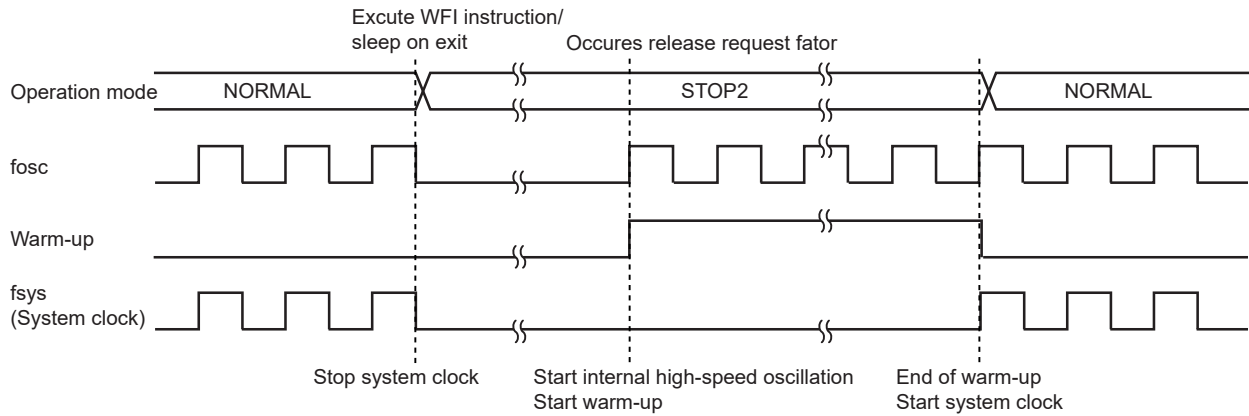 Excute WFI instruction/
sleep on exit
Occures release request fator
Operation mode
NORMAL
STOP2
NORMAL
fosc
Warm-up
fsys
(System clock)
Stop system clock
Start internal high-speed oscillation
Start warm-up
End of warm-up
Start system clock